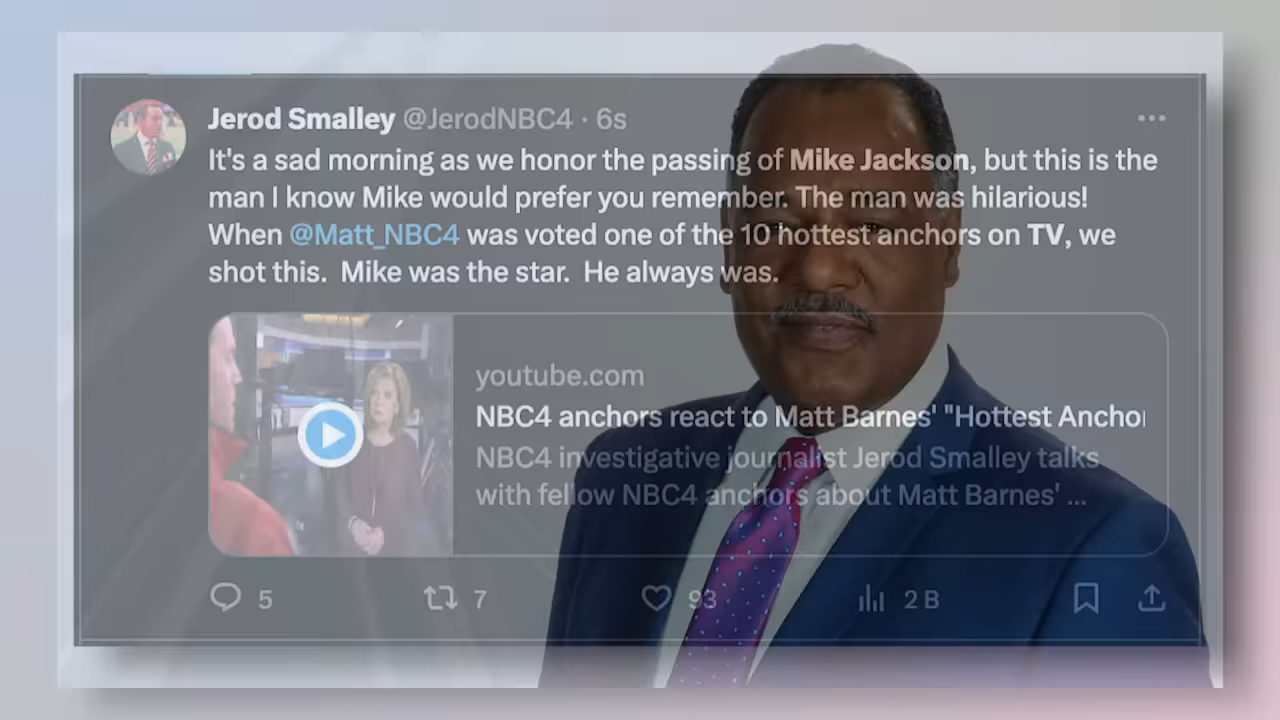 Jerod Smalley @JerodNBC4 · 6s
It's a sad morning as we honor the passing of Mike Jackson, but this is the
man I know Mike would prefer you remember. The man was hilarious!
When @Matt_NBC4 was voted one of the 10 hottest anchors on TV, we
shot this.  Mike was the star.  He always was.
youtube.com
NBC4 anchors react to Matt Barnes' "Hottest Anchor
NBC4 investigative journalist Jerod Smalley talks
with fellow NBC4 anchors about Matt Barnes' ...
5 7 93 2 B